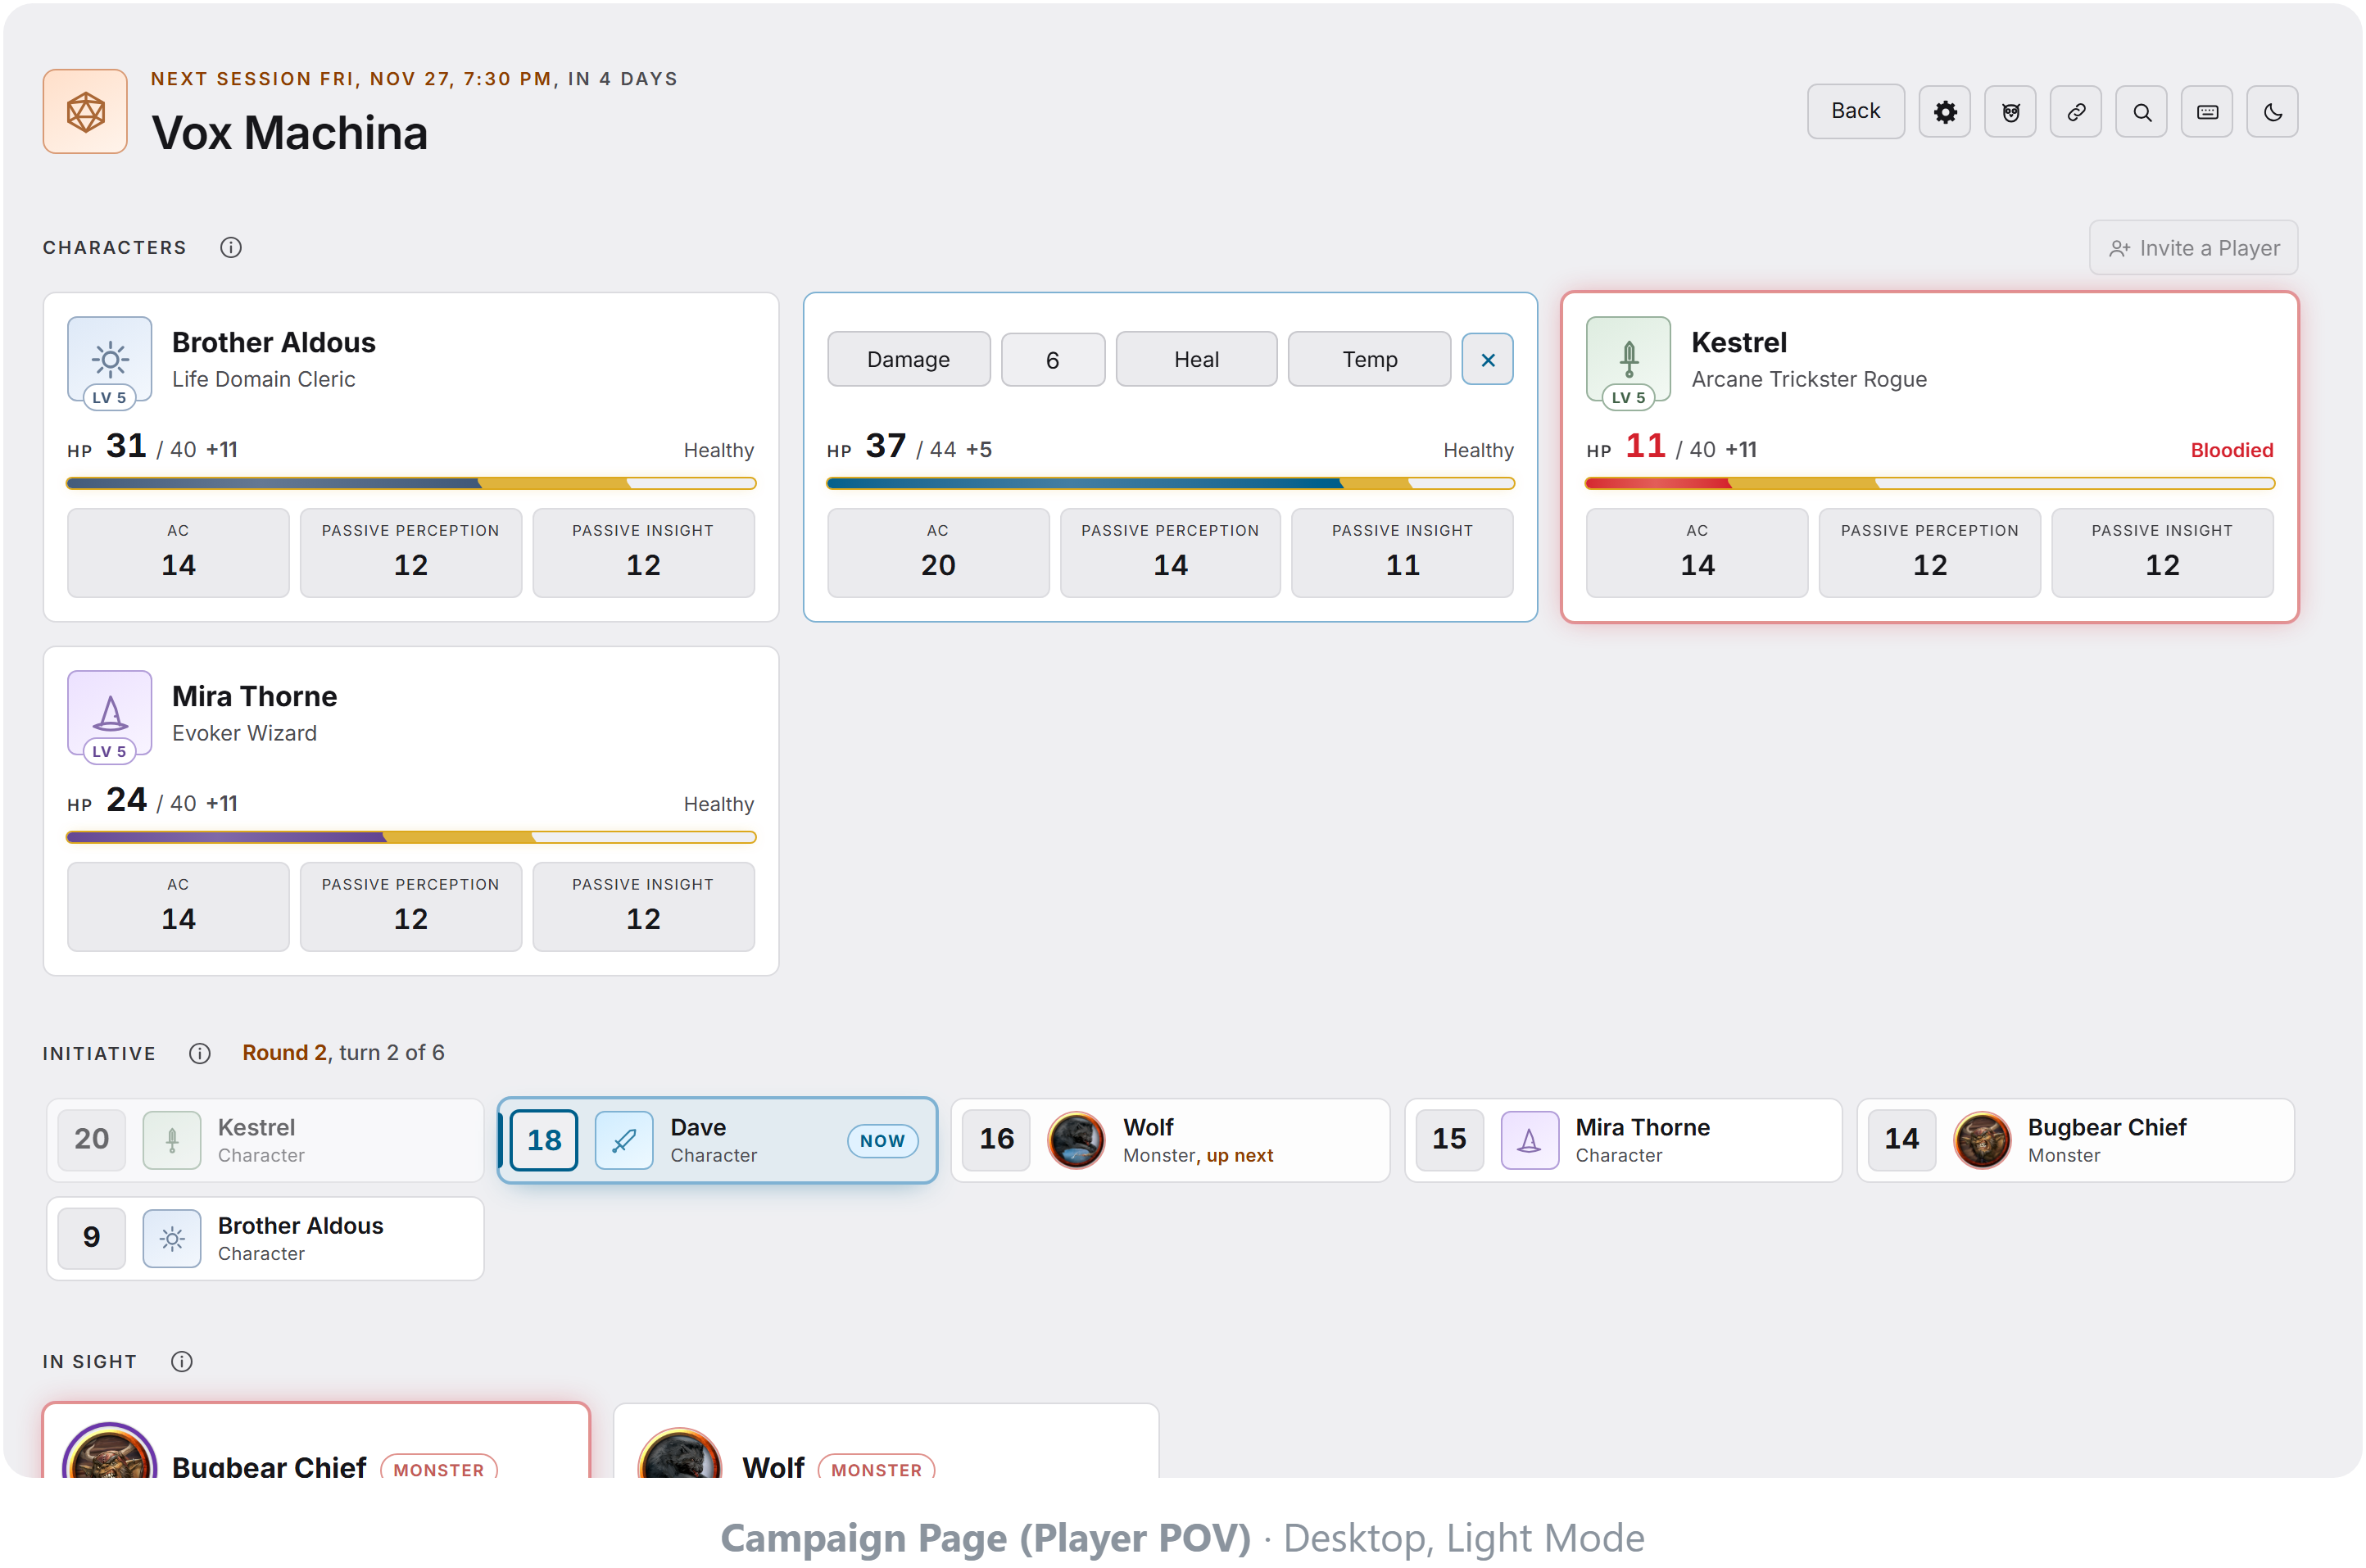 NEXT SESSION FRI, NOV 27, 7:30 PM, IN 4 DAYS
Vox Machina
Back
CHARACTERS
Invite a Player
Brother Aldous
Life Domain Cleric
LV 5
HP 31 / 40 +11 Healthy
AC
14
PASSIVE PERCEPTION
12
PASSIVE INSIGHT
12
Damage
6
Heal
Temp
HP 37 / 44 +5 Healthy
AC
20
PASSIVE PERCEPTION
14
PASSIVE INSIGHT
11
Kestrel
Arcane Trickster Rogue
LV 5
HP 11 / 40 +11 Bloodied
AC
14
PASSIVE PERCEPTION
12
PASSIVE INSIGHT
12
Mira Thorne
Evoker Wizard
LV 5
HP 24 / 40 +11 Healthy
AC
14
PASSIVE PERCEPTION
12
PASSIVE INSIGHT
12
INITIATIVE
Round 2, turn 2 of 6
20
Kestrel
Character
18
Dave
Character
NOW
16
Wolf
Monster, up next
15
Mira Thorne
Character
14
Bugbear Chief
Monster
9
Brother Aldous
Character
IN SIGHT
Bugbear Chief MONSTER
Wolf MONSTER
Campaign Page (Player POV) · Desktop, Light Mode